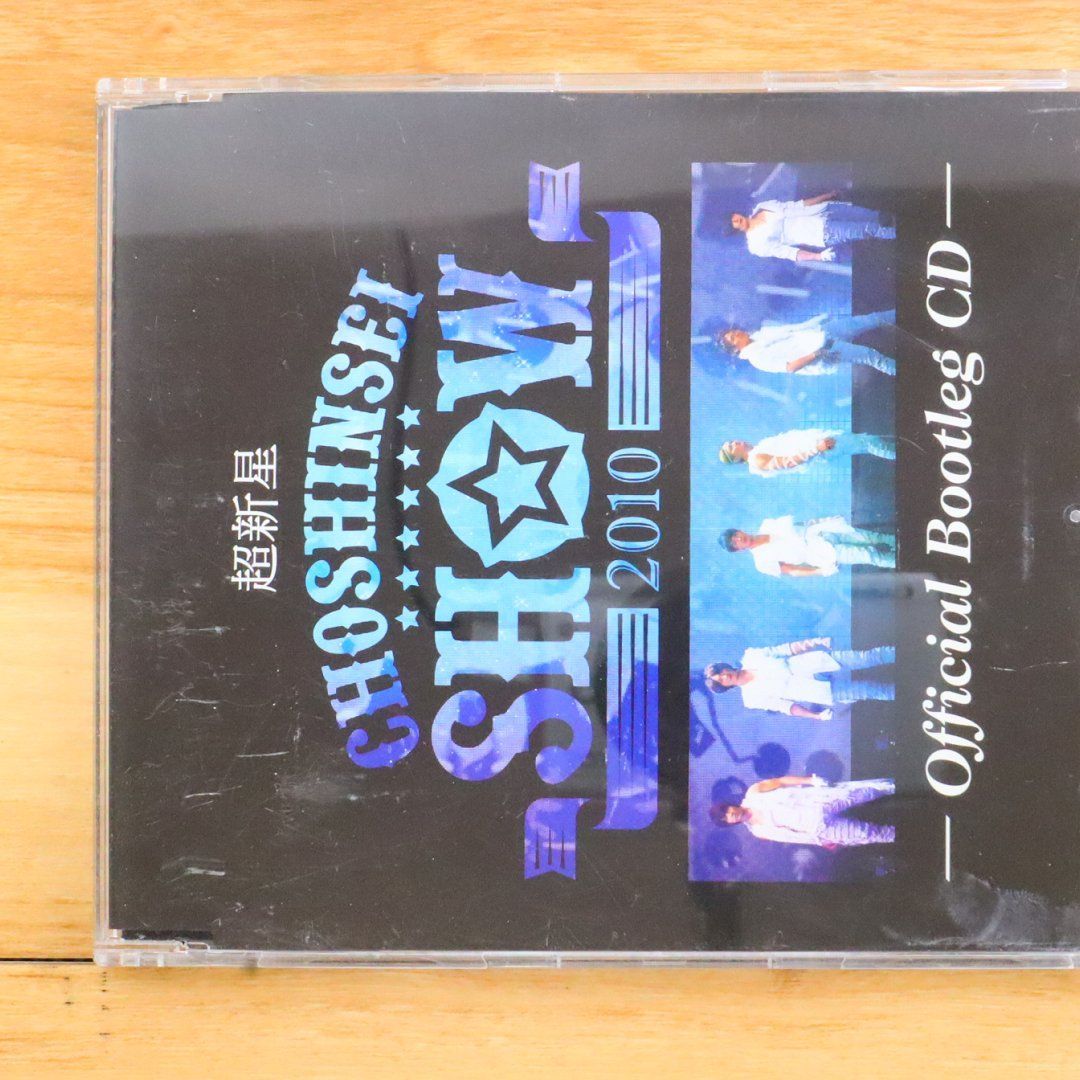 超新星
CHOSHINSEI
SHOW
2010
Official Bootleg CD